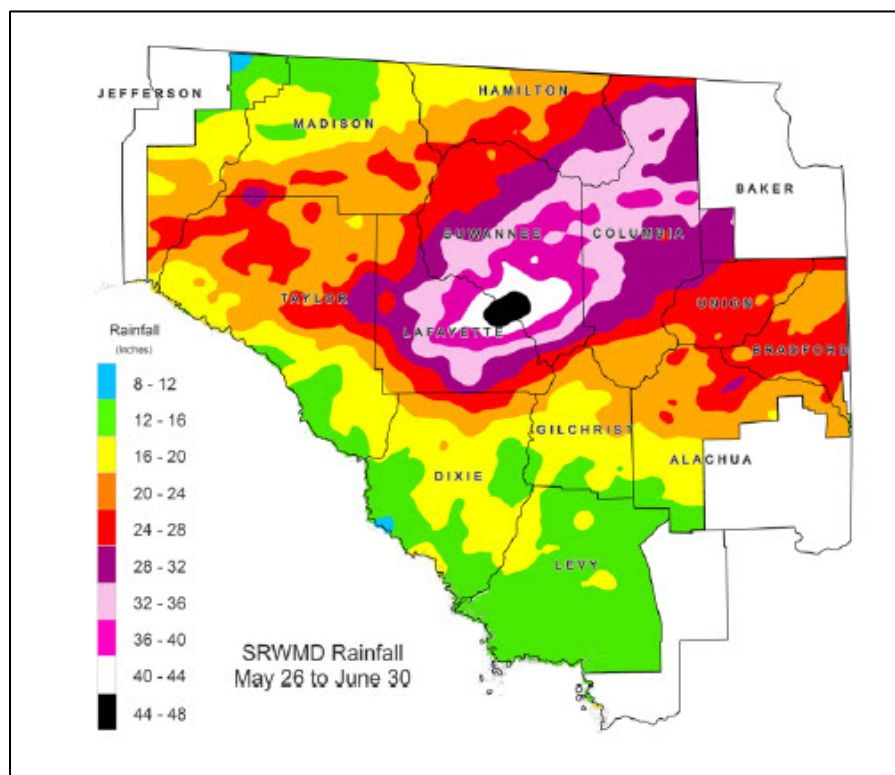 JEFFERSON
HAMILTON
MADISON
BAKER
SUWANNEE
COLUMBIA
TAYLOR
UNION
LAFAYETTE
BRADFORD
GILCHRIST
ALACHUA
DIXIE
LEVY
Rainfall
(Inches)
8 - 12
12 - 16
16 - 20
20 - 24
24 - 28
28 - 32
32 - 36
36 - 40
40 - 44
44 - 48
SRWMD Rainfall
May 26 to June 30